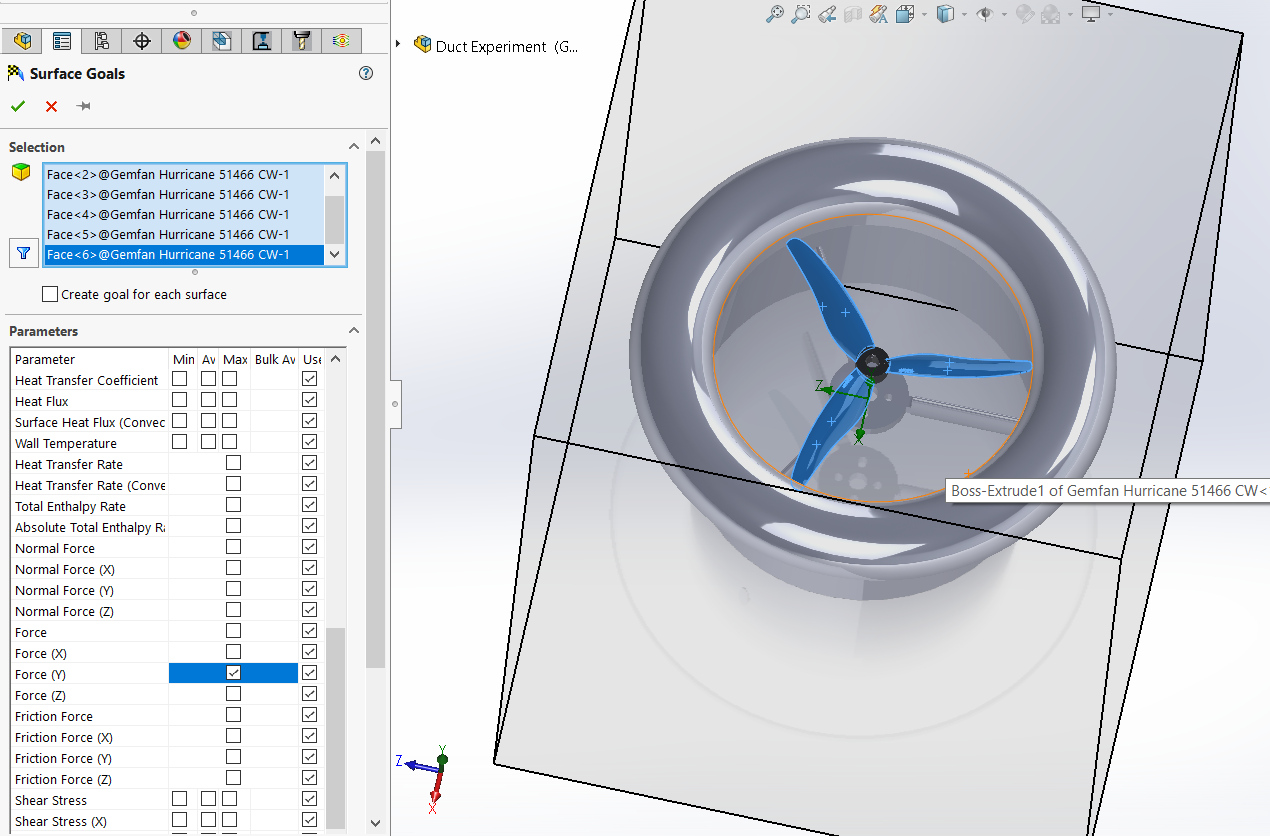 Duct Experiment  (G...
Surface Goals
Selection
Face<2>@Gemfan Hurricane 51466 CW-1
Face<3>@Gemfan Hurricane 51466 CW-1
Face<4>@Gemfan Hurricane 51466 CW-1
Face<5>@Gemfan Hurricane 51466 CW-1
Face<6>@Gemfan Hurricane 51466 CW-1
Create goal for each surface
Parameters
Parameter Min Av Max Bulk Av Use
Heat Transfer Coefficient
Heat Flux
Surface Heat Flux (Convec
Wall Temperature
Heat Transfer Rate
Heat Transfer Rate (Conve
Total Enthalpy Rate
Absolute Total Enthalpy Ra
Normal Force
Normal Force (X)
Normal Force (Y)
Normal Force (Z)
Force
Force (X)
Force (Y)
Force (Z)
Friction Force
Friction Force (X)
Friction Force (Y)
Friction Force (Z)
Shear Stress
Shear Stress (X)
Z
X
Boss-Extrude1 of Gemfan Hurricane 51466 CW<
Y
Z
X